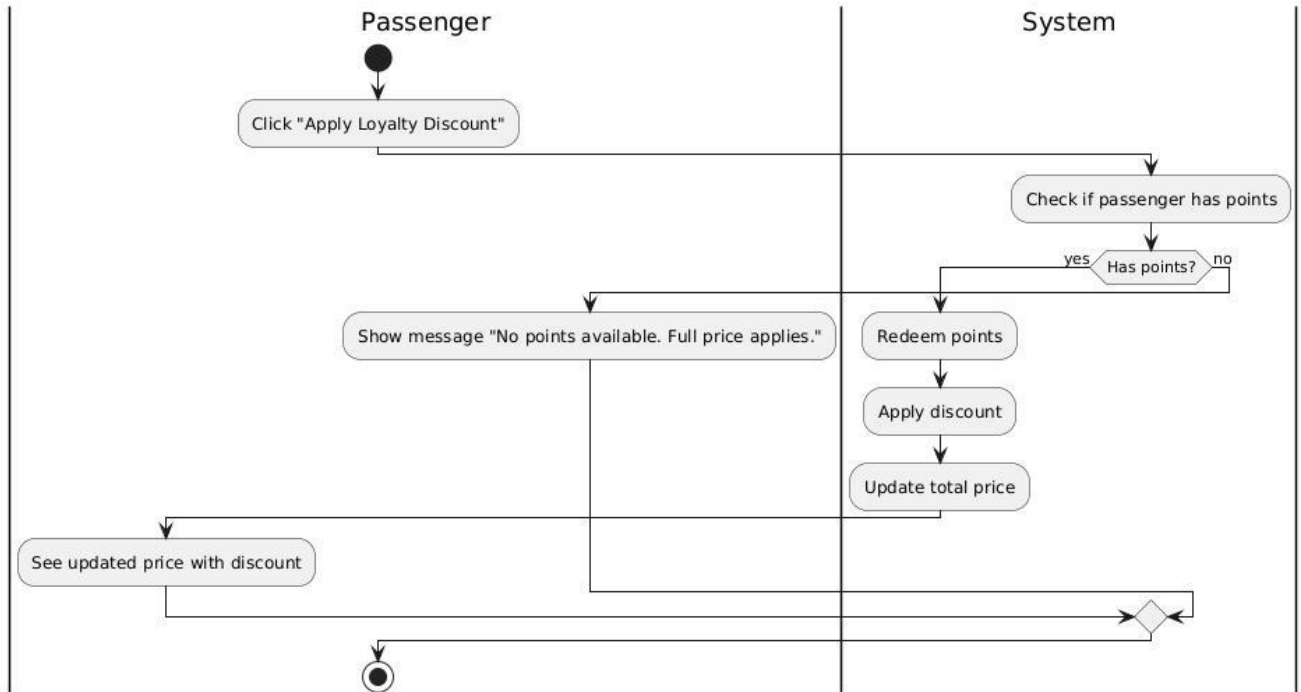 Passenger
System
Click "Apply Loyalty Discount"
Check if passenger has points
yes
Has points?
no
Show message "No points available. Full price applies."
Redeem points
Apply discount
Update total price
See updated price with discount